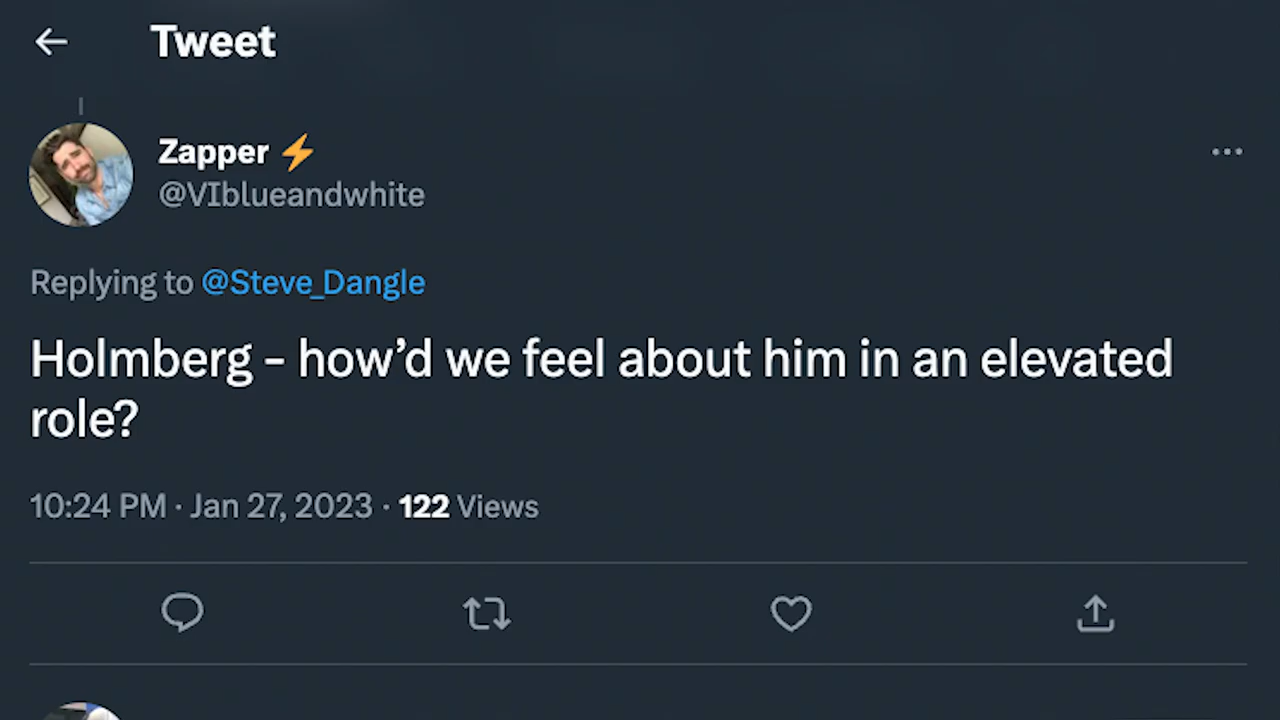 Tweet
Zapper ⚡
@VIblueandwhite
Replying to @Steve_Dangle
Holmberg – how’d we feel about him in an elevated
role?
10:24 PM · Jan 27, 2023 · 122 Views